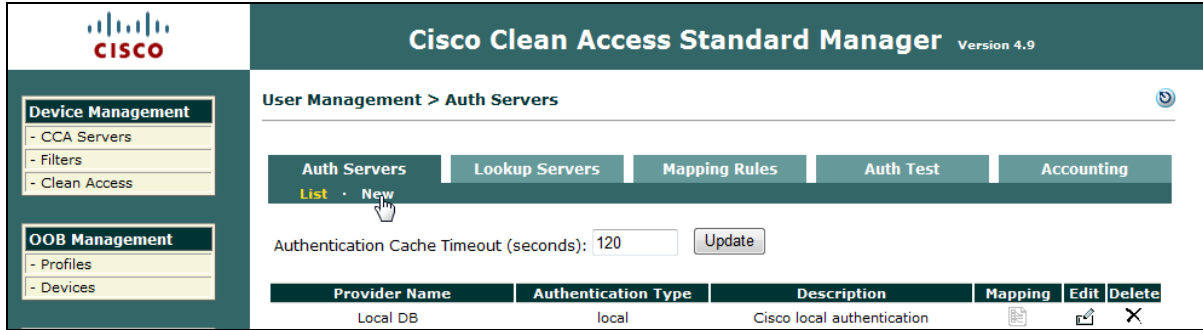 CISCO
Cisco Clean Access Standard Manager Version 4.9
Device Management
- CCA Servers
- Filters
- Clean Access
OOB Management
- Profiles
- Devices
User Management > Auth Servers
Auth Servers Lookup Servers Mapping Rules Auth Test Accounting
List · New
Authentication Cache Timeout (seconds): 120 Update
Provider Name Authentication Type Description Mapping Edit Delete
Local DB local Cisco local authentication